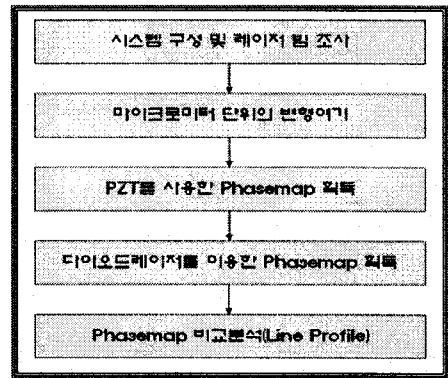 시스템 구성 및 레이저 빔 조사
마이크로미터 단위의 변형여기
PZT를 사용한 Phasemap 획득
다이오드레이저를 이용한 Phasemap 획득
Phasemap 비교분석(Line Profile)